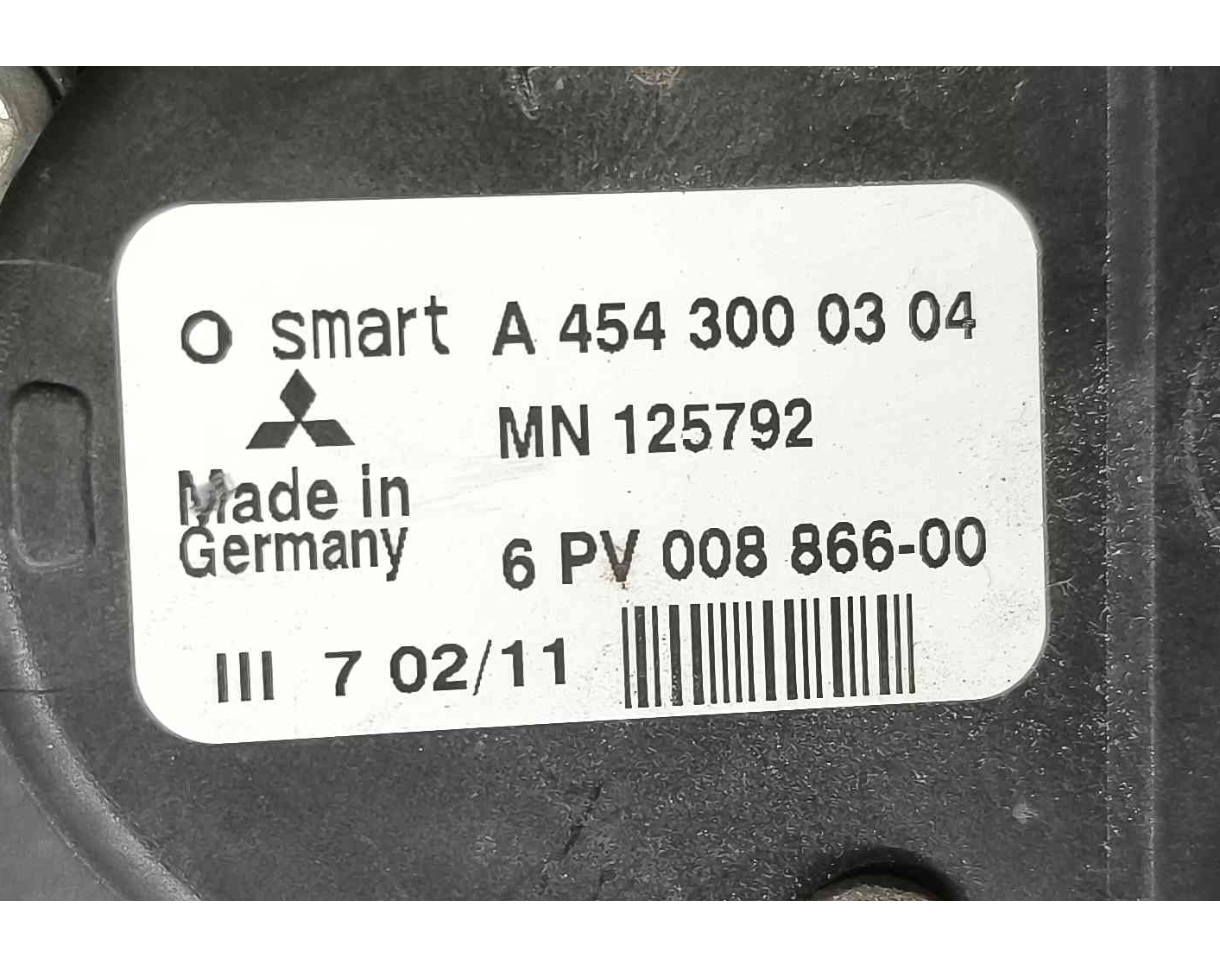 smart A 454 300 03 04
MN 125792
Made in
Germany
6 PV 008 866-00
III 7 02/11